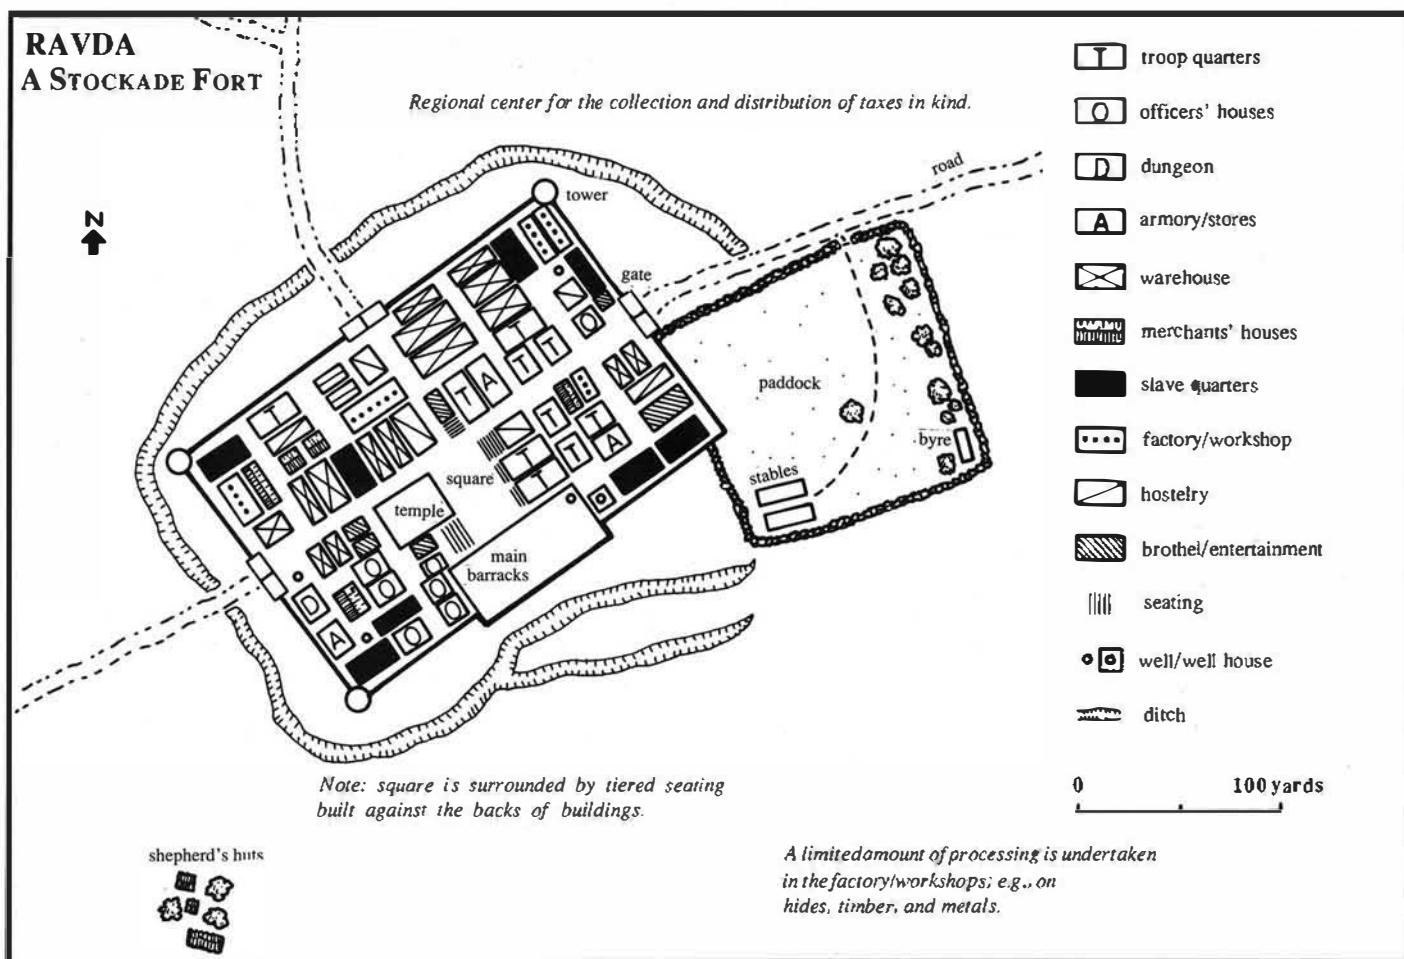 RAVDA
A STOCKADE FORT
Regional center for the collection and distribution of taxes in kind.
N
tower
road
gate
paddock
byre
stables
square
temple
main
barracks
T
T
T
T
A
T
T
T
T
T
A
O
O
O
O
O
O
O
D
A
T troop quarters
O officers' houses
D dungeon
A armory/stores
warehouse
merchants' houses
slave quarters
factory/workshop
hostelry
brothel/entertainment
seating
well/well house
ditch
0 100 yards
Note: square is surrounded by tiered seating
built against the backs of buildings.
shepherd's huts
A limited amount of processing is undertaken
in the factory/workshops; e.g., on
hides, timber, and metals.